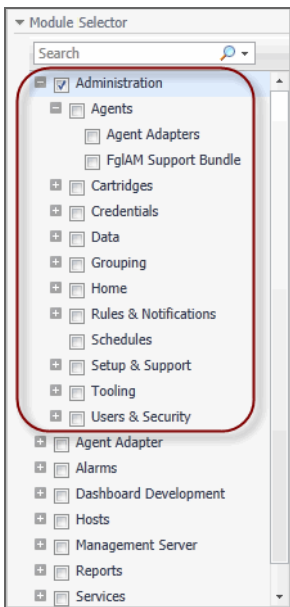 Module Selector
Search
Administration
Agents
Agent Adapters
FglAM Support Bundle
Cartridges
Credentials
Data
Grouping
Home
Rules & Notifications
Schedules
Setup & Support
Tooling
Users & Security
Agent Adapter
Alarms
Dashboard Development
Hosts
Management Server
Reports
Services